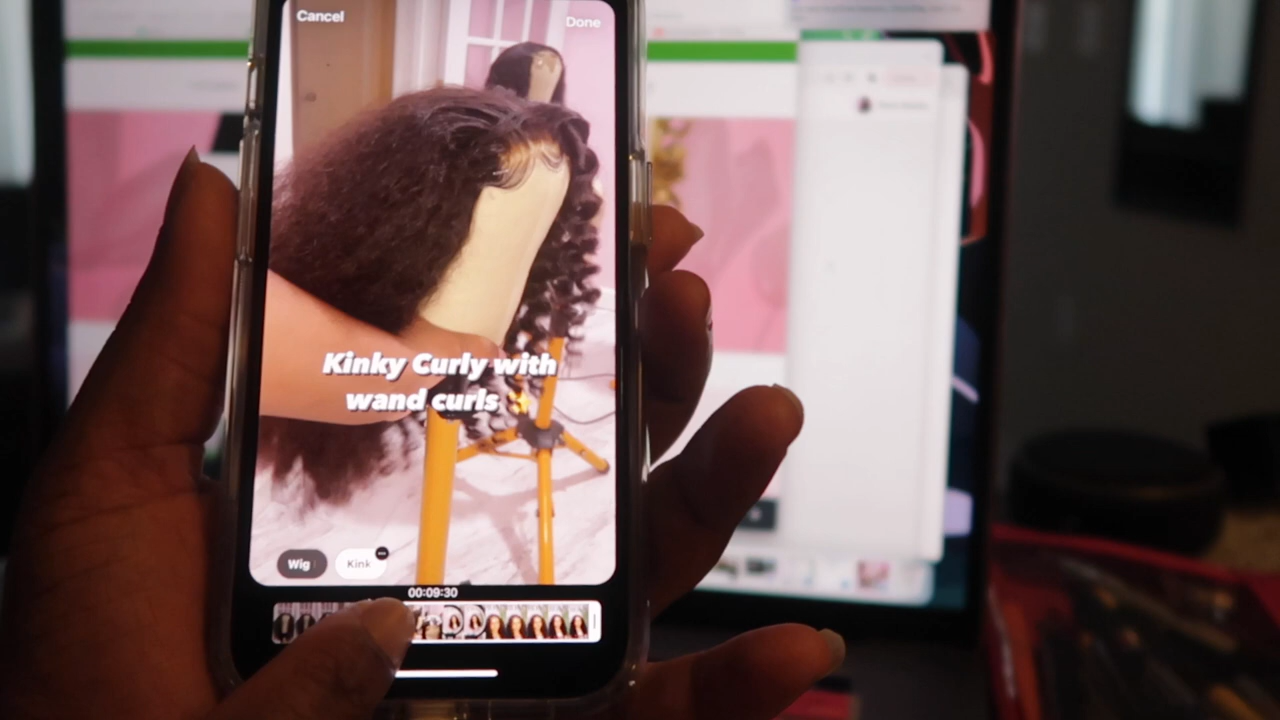 Cancel
Done
Kinky Curly with
wand curls ✨
Wig
Kink
00:09:30